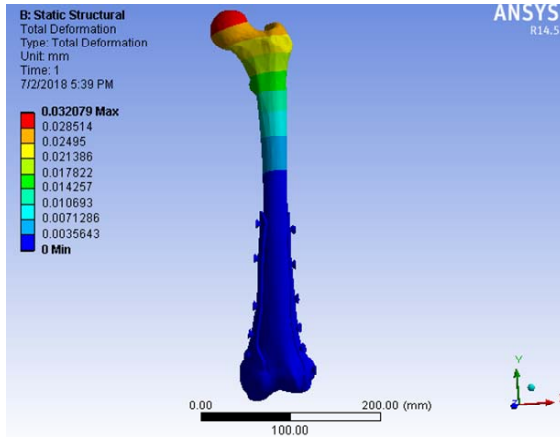 B: Static Structural
Total Deformation
Type: Total Deformation
Unit: mm
Time: 1
7/2/2018 5:39 PM
0.032079 Max
0.028514
0.02495
0.021386
0.017822
0.014257
0.010693
0.0071286
0.0035643
0 Min
ANSYS
R14.5
0.00
200.00 (mm)
100.00
Y
Z